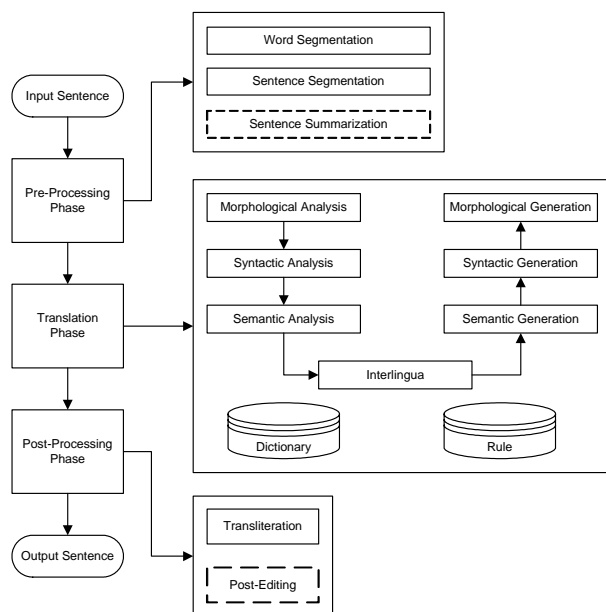 Input Sentence
Pre-Processing
Phase
Translation
Phase
Post-Processing
Phase
Output Sentence
Word Segmentation
Sentence Segmentation
Sentence Summarization
Morphological Analysis
Syntactic Analysis
Semantic Analysis
Interlingua
Morphological Generation
Syntactic Generation
Semantic Generation
Dictionary
Rule
Transliteration
Post-Editing